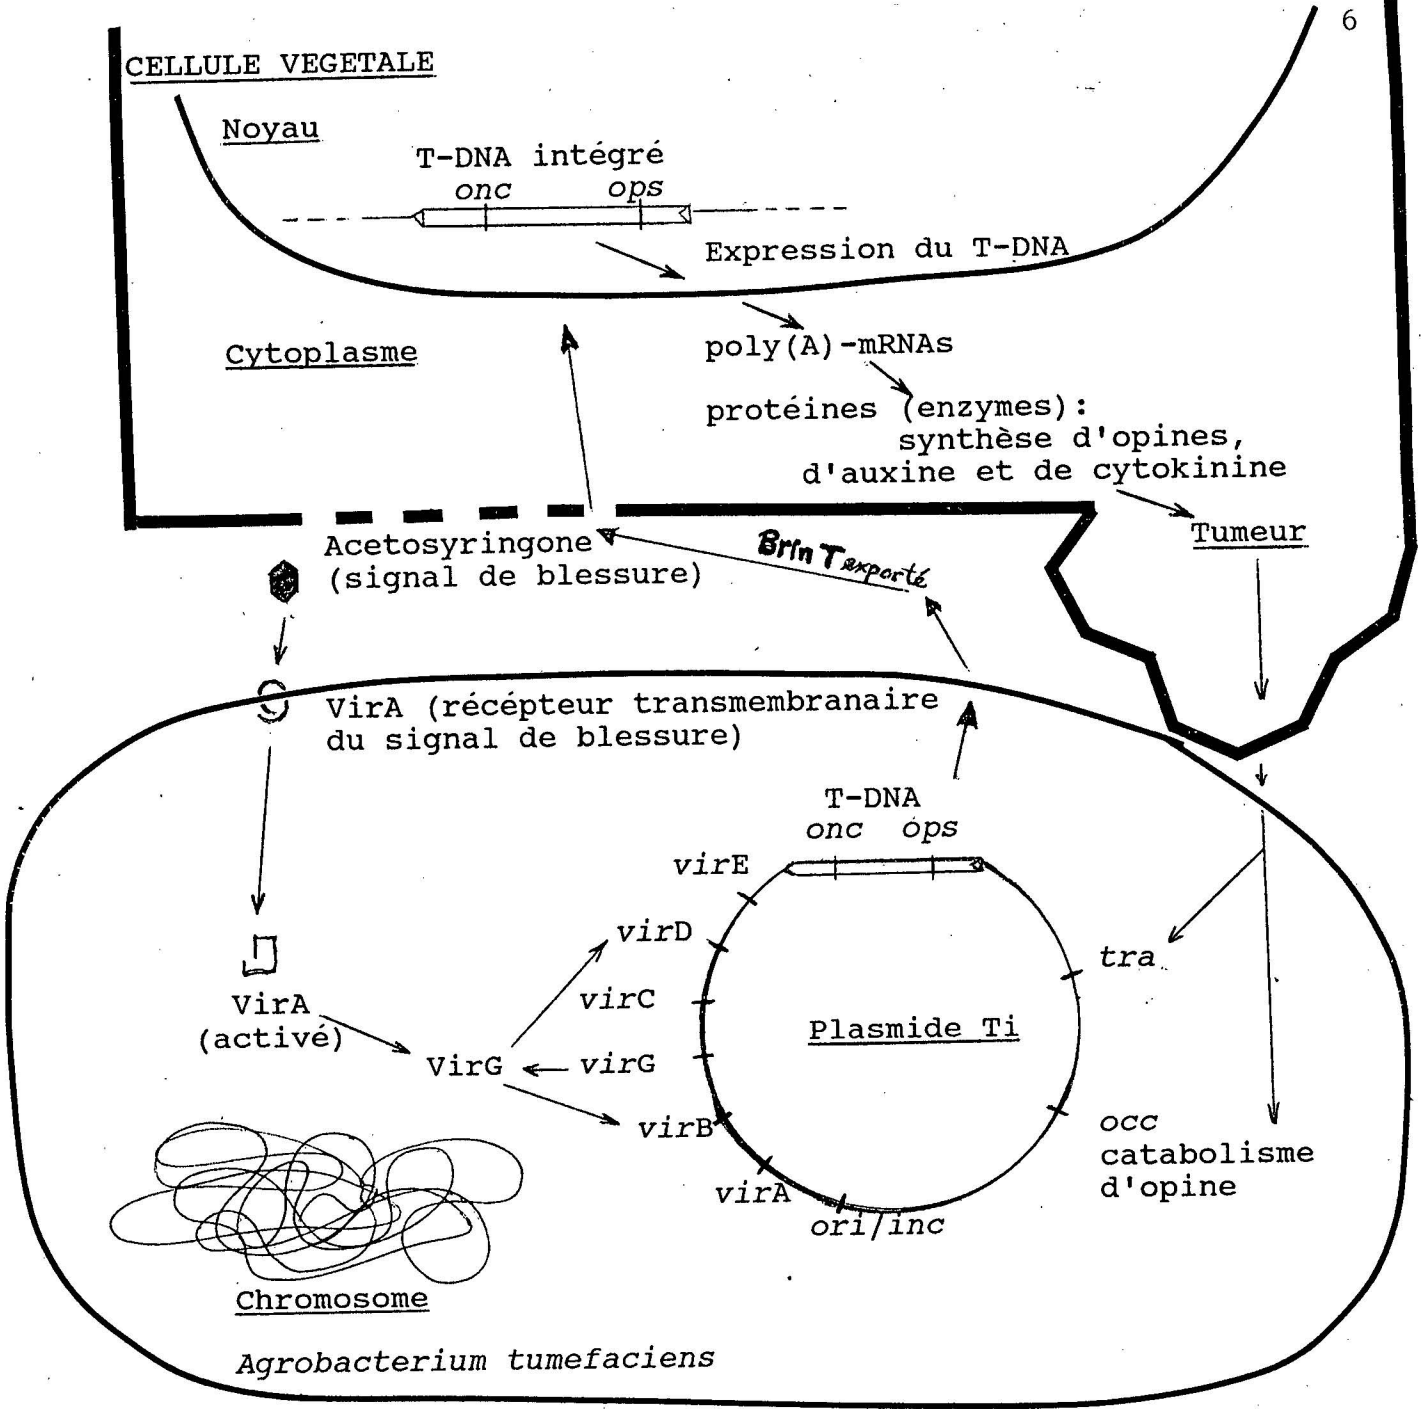 6
CELLULE VEGETALE
Noyau
T-DNA intégré
onc ops
Expression du T-DNA
Cytoplasme
poly(A)-mRNAs
protéines (enzymes):
synthèse d'opines,
d'auxine et de cytokinine
Tumeur
Acetosyringone
(signal de blessure)
Brin T exporté
VirA (récépteur transmembranaire
du signal de blessure)
T-DNA
onc ops
virE
virD
virC
virG
virB
virA
ori/inc
tra
Plasmide Ti
occ
catabolisme
d'opine
VirA
(activé)
VirG
Chromosome
Agrobacterium tumefaciens